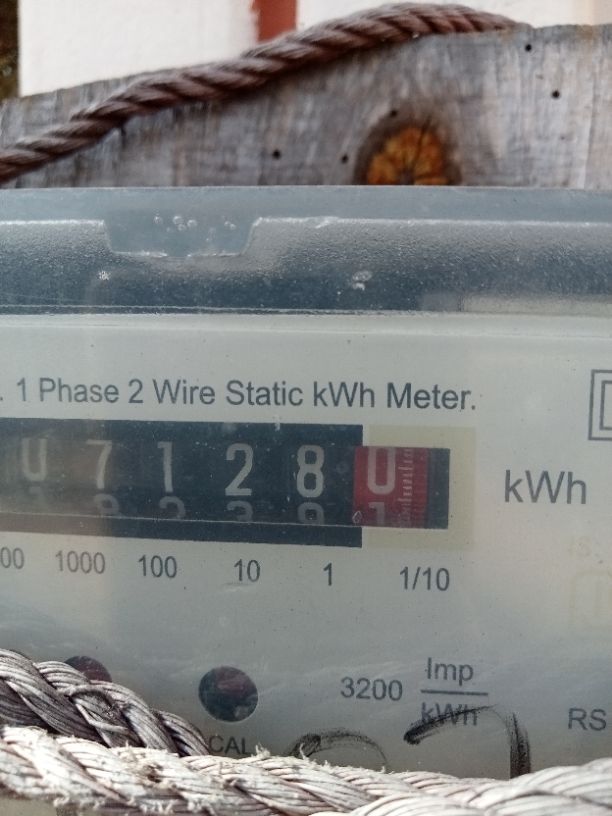 . 1 Phase 2 Wire Static kWh Meter.
0 7 1 2 8 0 kWh
00 1000 100 10 1 1/10
3200 Imp
kWh
RS
CAL